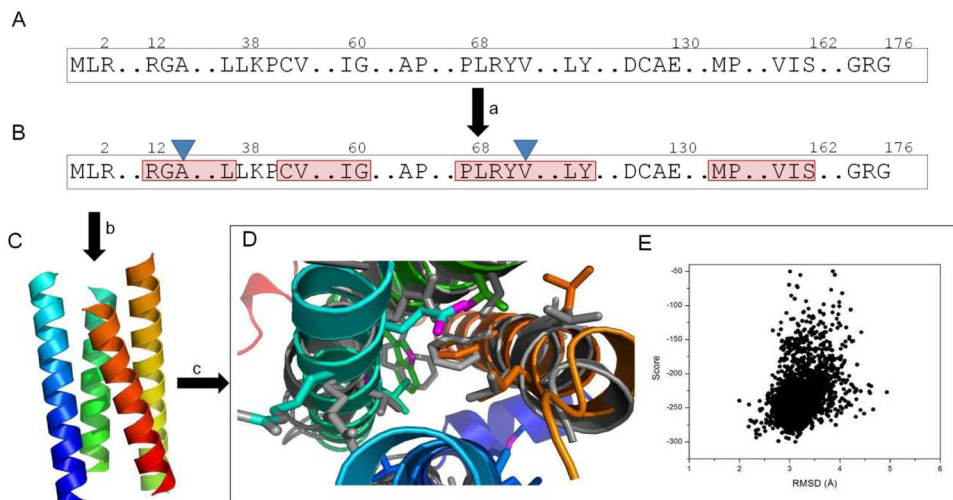 A
2 12 38 60 68 130 162 176
MLR..RGA..LLKPCV..IG..AP..PLRYV..LY..DCAE..MP..VIS..GRG
a
B
2 12 38 60 68 130 162 176
MLR..RGA..LLKPCV..IG..AP..PLRYV..LY..DCAE..MP..VIS..GRG
b
C
D
E
c
-50
-100
-150
-200
-250
-300
Score
1 2 3 4 5 6
RMSD (Å)